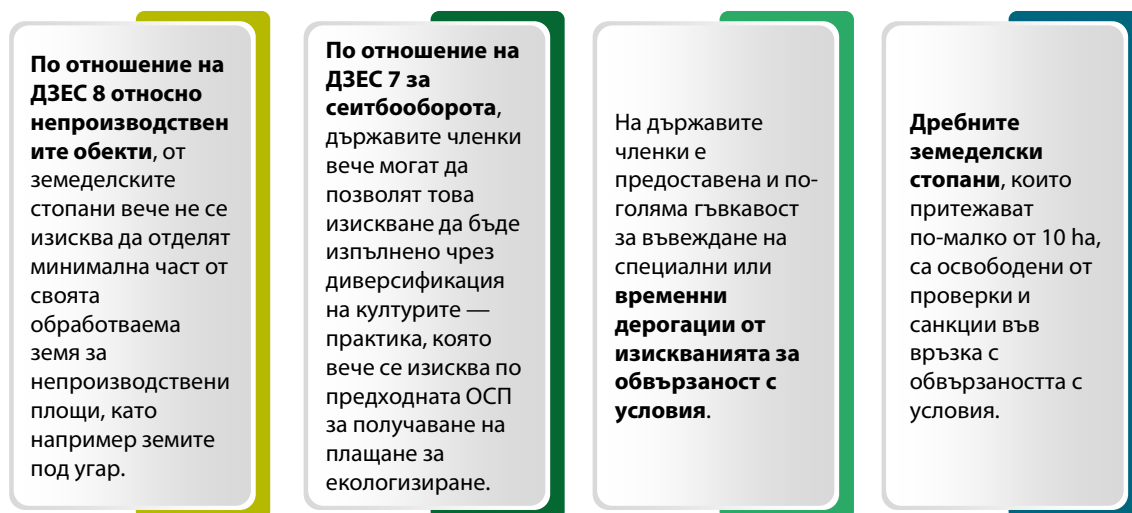 По отношение на
ДЗЕС 8 относно
непроизводствен
ите обекти, от
земеделските
стопани вече не се
изисква да отделят
минимална част от
своята
обработваема
земя за
непроизводствени
площи, като
например земите
под угар.
По отношение на
ДЗЕС 7 за
сеитбооборота,
държавите членки
вече могат да
позволят това
изискване да бъде
изпълнено чрез
диверсификация
на културите —
практика, която
вече се изисква по
предходната ОСП
за получаване на
плащане за
екологизиране.
На държавите
членки е
предоставена и по-
голяма гъвкавост
за въвеждане на
специални или
временни
дерогации от
изискванията за
обвързаност с
условия.
Дребните
земеделски
стопани, които
притежават
по-малко от 10 ha,
са освободени от
проверки и
санкции във
връзка с
обвързаността с
условия.